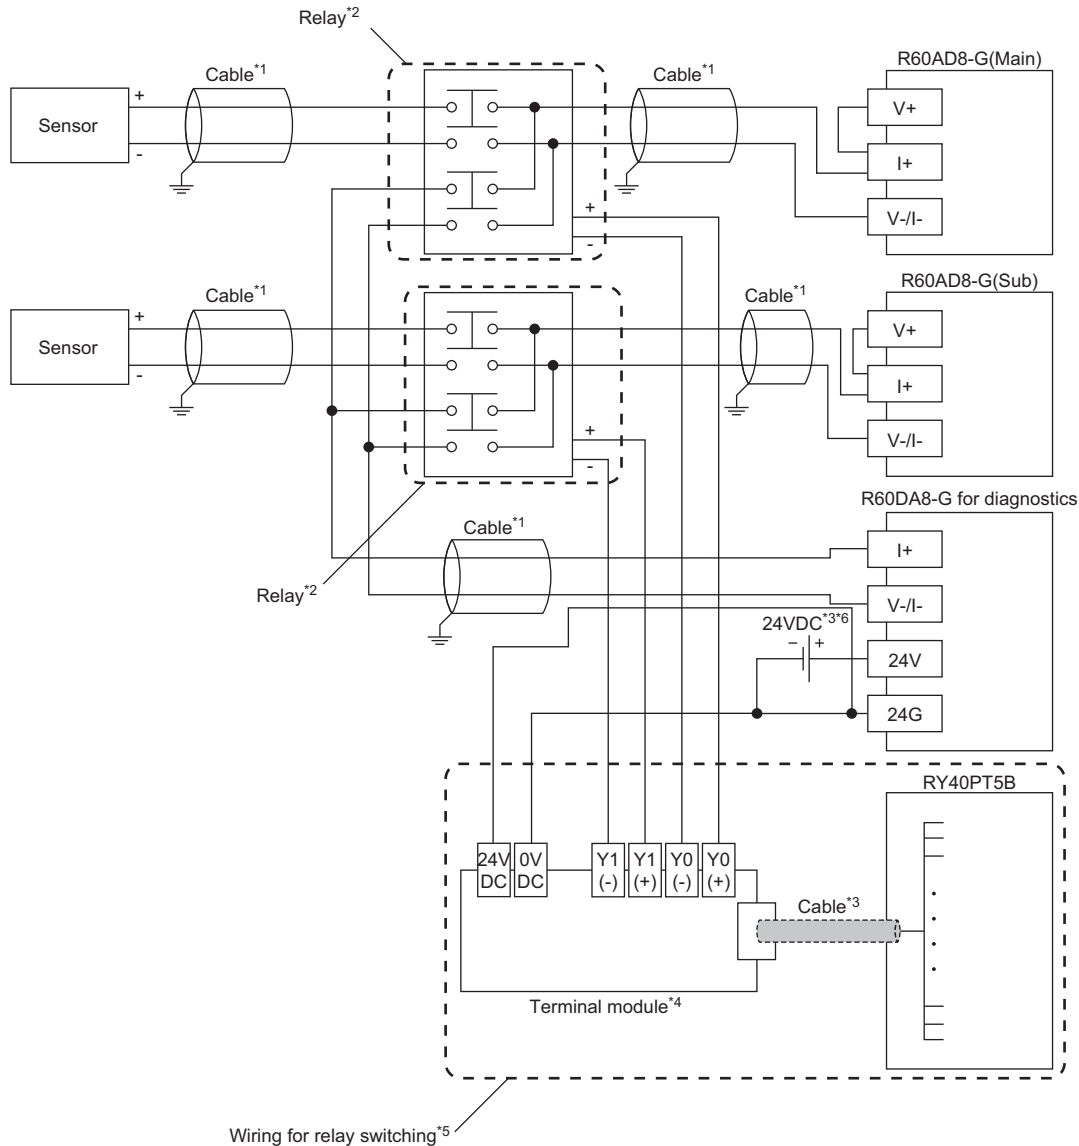 Relay*2
R60AD8-G(Main)
Cable*1
Cable*1
Sensor
+
-
V+
I+
V-/I-
+
-
R60AD8-G(Sub)
Cable*1
Cable*1
Sensor
+
-
V+
I+
V-/I-
+
-
R60DA8-G for diagnostics
Cable*1
I+
Relay*2
V-/I-
24VDC*3*6
- +
24V
24G
RY40PT5B
24V DC
0V DC
Y1 (-)
Y1 (+)
Y0 (-)
Y0 (+)
Cable*3
Terminal module*4
Wiring for relay switching*5